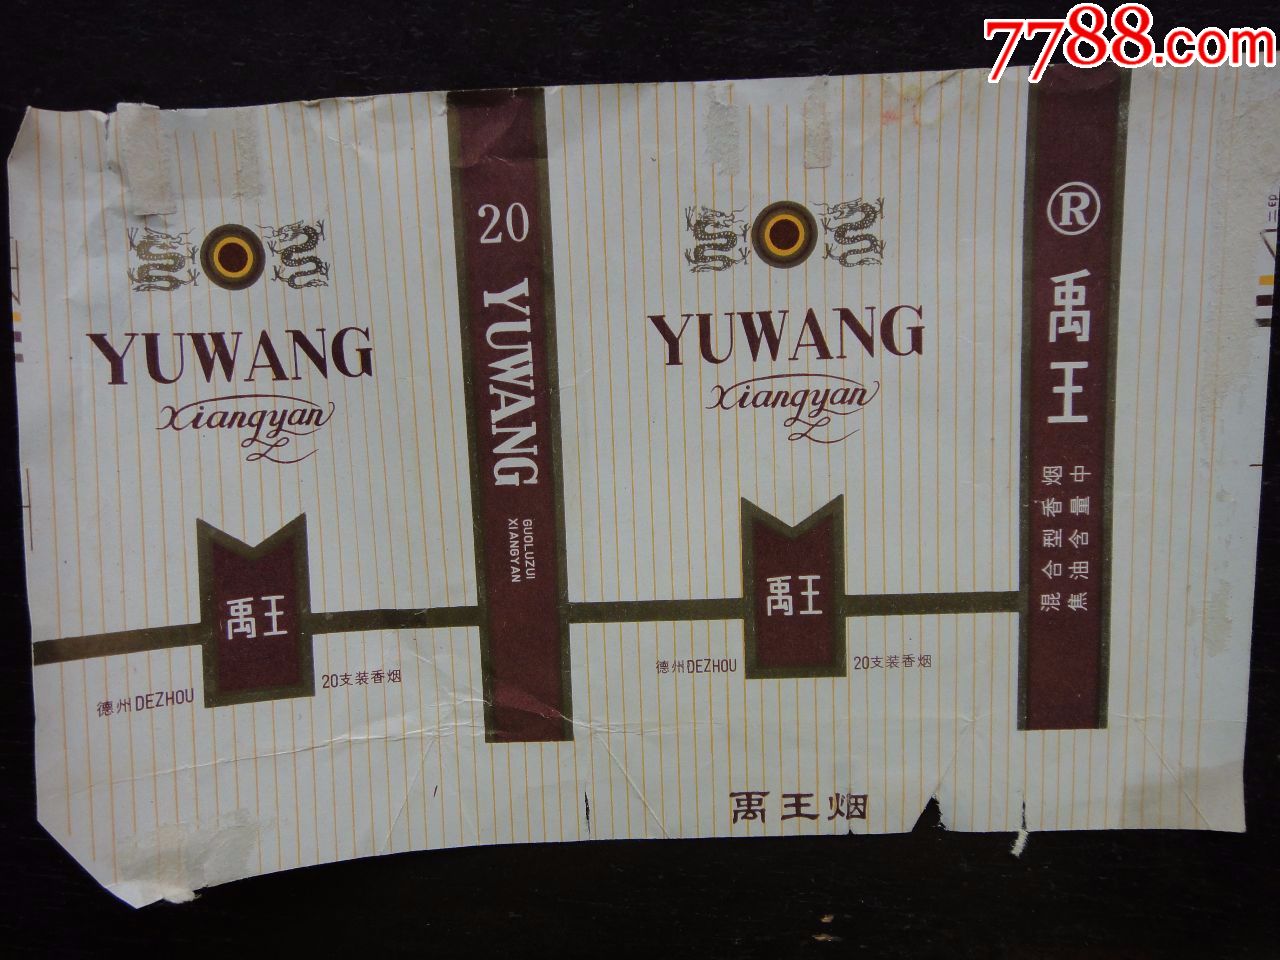 7788.com
YUWANG
Xiangyan
禹王
德州DEZHOU
20支装香烟
20
YUWANG
GUOLUZUI
XIANGYAN
YUWANG
Xiangyan
禹王
德州DEZHOU
20支装香烟
禹王烟
®
禹王
混合型香烟
焦油含量中